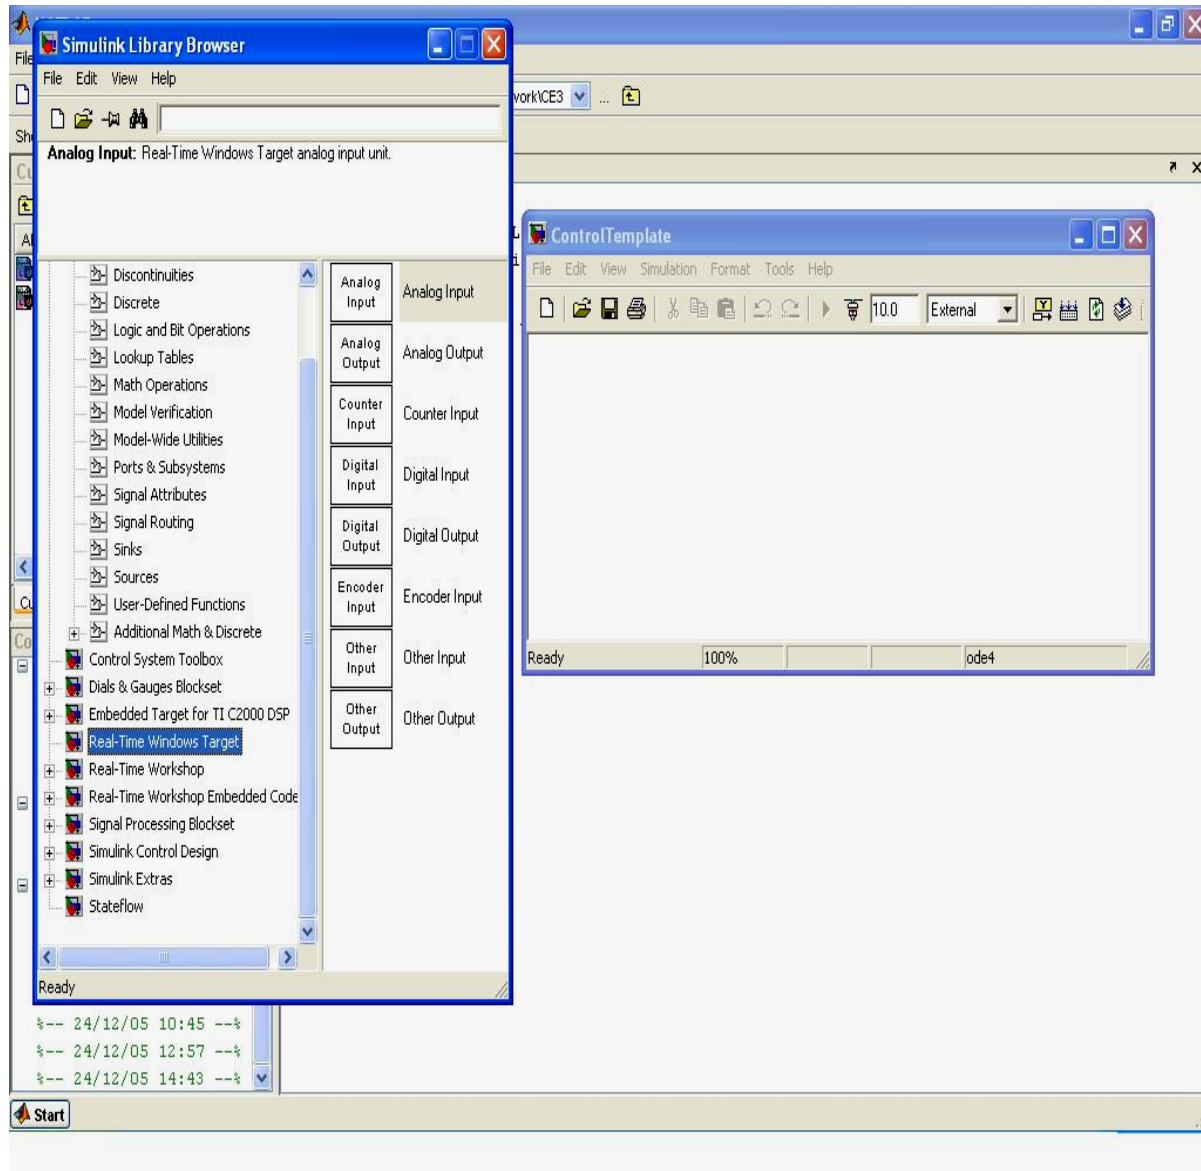 Simulink Library Browser
File Edit View Help
Analog Input: Real-Time Windows Target analog input unit.
Discontinuities
Discrete
Logic and Bit Operations
Lookup Tables
Math Operations
Model Verification
Model-Wide Utilities
Ports & Subsystems
Signal Attributes
Signal Routing
Sinks
Sources
User-Defined Functions
Additional Math & Discrete
Control System Toolbox
Dials & Gauges Blockset
Embedded Target for TI C2000 DSP
Real-Time Windows Target
Real-Time Workshop
Real-Time Workshop Embedded Code
Signal Processing Blockset
Simulink Control Design
Simulink Extras
Stateflow
Analog Input
Analog Input
Analog Output
Analog Output
Counter Input
Counter Input
Digital Input
Digital Input
Digital Output
Digital Output
Encoder Input
Encoder Input
Other Input
Other Input
Other Output
Other Output
Ready
File
work\CE3 ...
ControlTemplate
File Edit View Simulation Format Tools Help
10.0 External
Ready 100% ode4
%-- 24/12/05 10:45 --%
%-- 24/12/05 12:57 --%
%-- 24/12/05 14:43 --%
Start